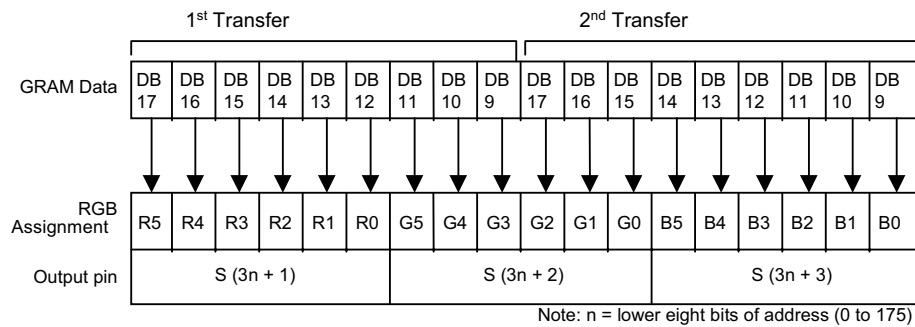 1st Transfer 2nd Transfer
GRAM Data DB 17 DB 16 DB 15 DB 14 DB 13 DB 12 DB 11 DB 10 DB 9 DB 17 DB 16 DB 15 DB 14 DB 13 DB 12 DB 11 DB 10 DB 9
RGB Assignment R5 R4 R3 R2 R1 R0 G5 G4 G3 G2 G1 G0 B5 B4 B3 B2 B1 B0
Output pin S (3n + 1) S (3n + 2) S (3n + 3)
Note: n = lower eight bits of address (0 to 175)